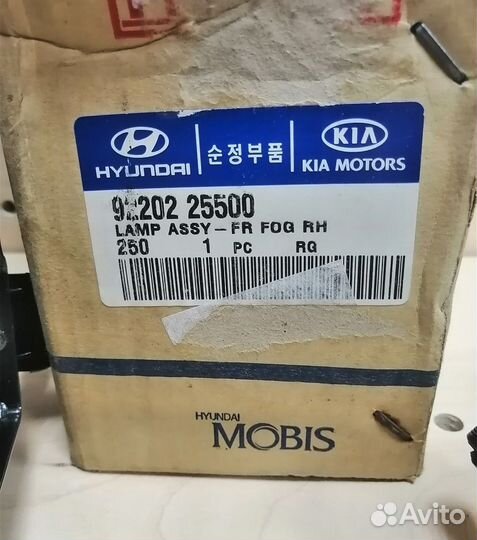 HYUNDAI
순정부품
KIA
KIA MOTORS
92202 25500
LAMP ASSY-FR FOG RH
250 1 PC RG
HYUNDAI
MOBIS
Avito